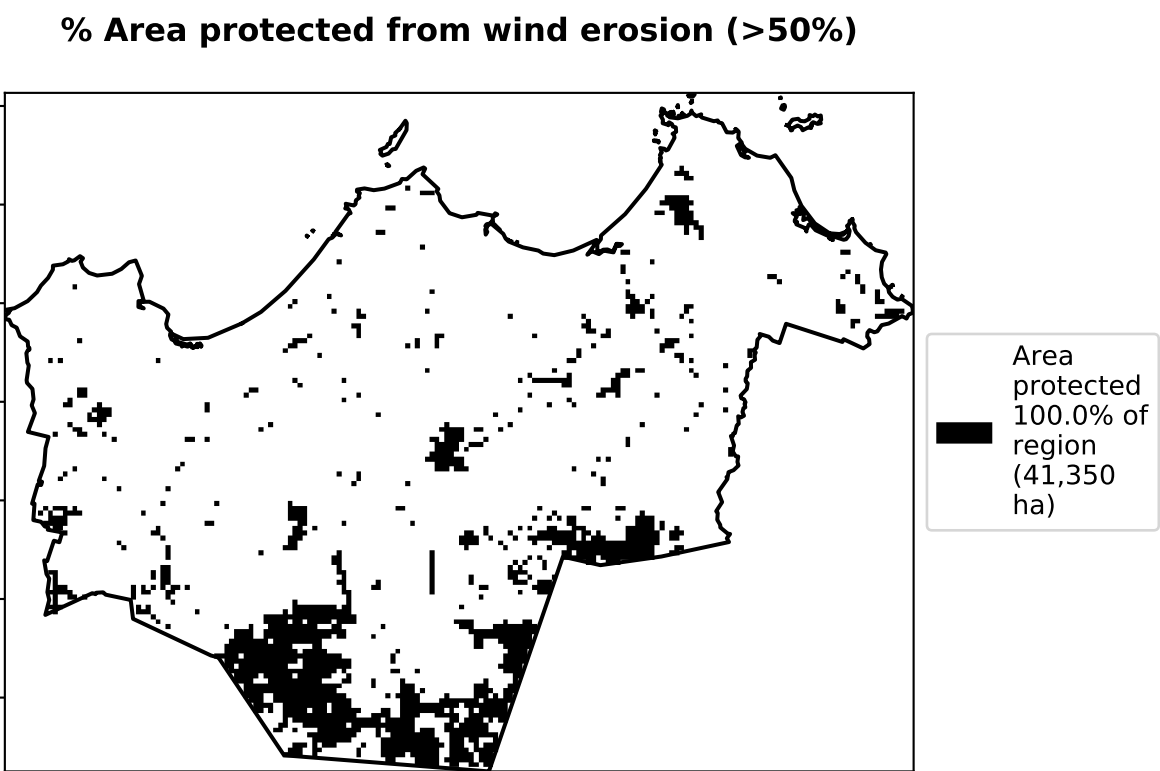 % Area protected from wind erosion (>50%)
Area
protected
100.0% of
region
(41,350
ha)